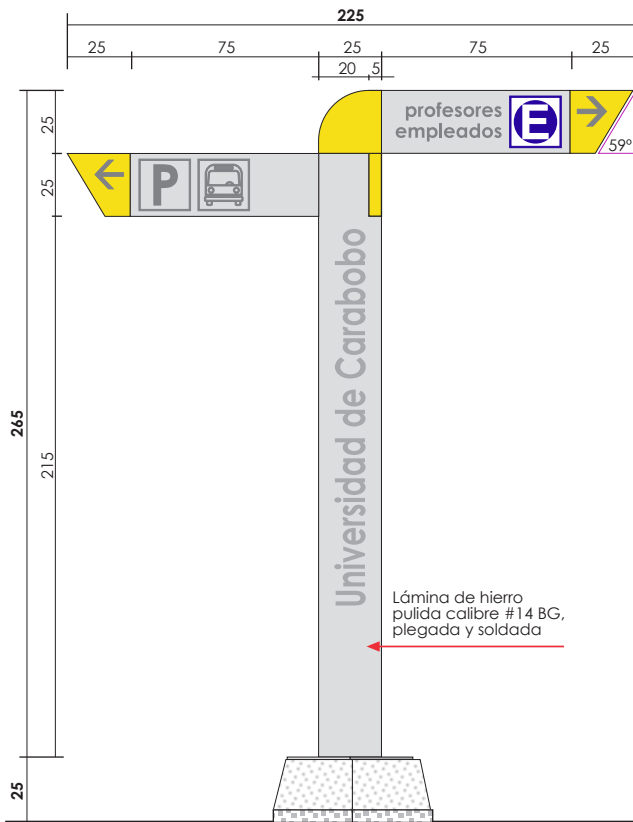 225
25 75 25 75 25
20 5
25
profesores
empleados
E
59°
25
P
Universidad de Carabobo
265
215
Lámina de hierro
pulida calibre #14 BG,
plegada y soldada
25